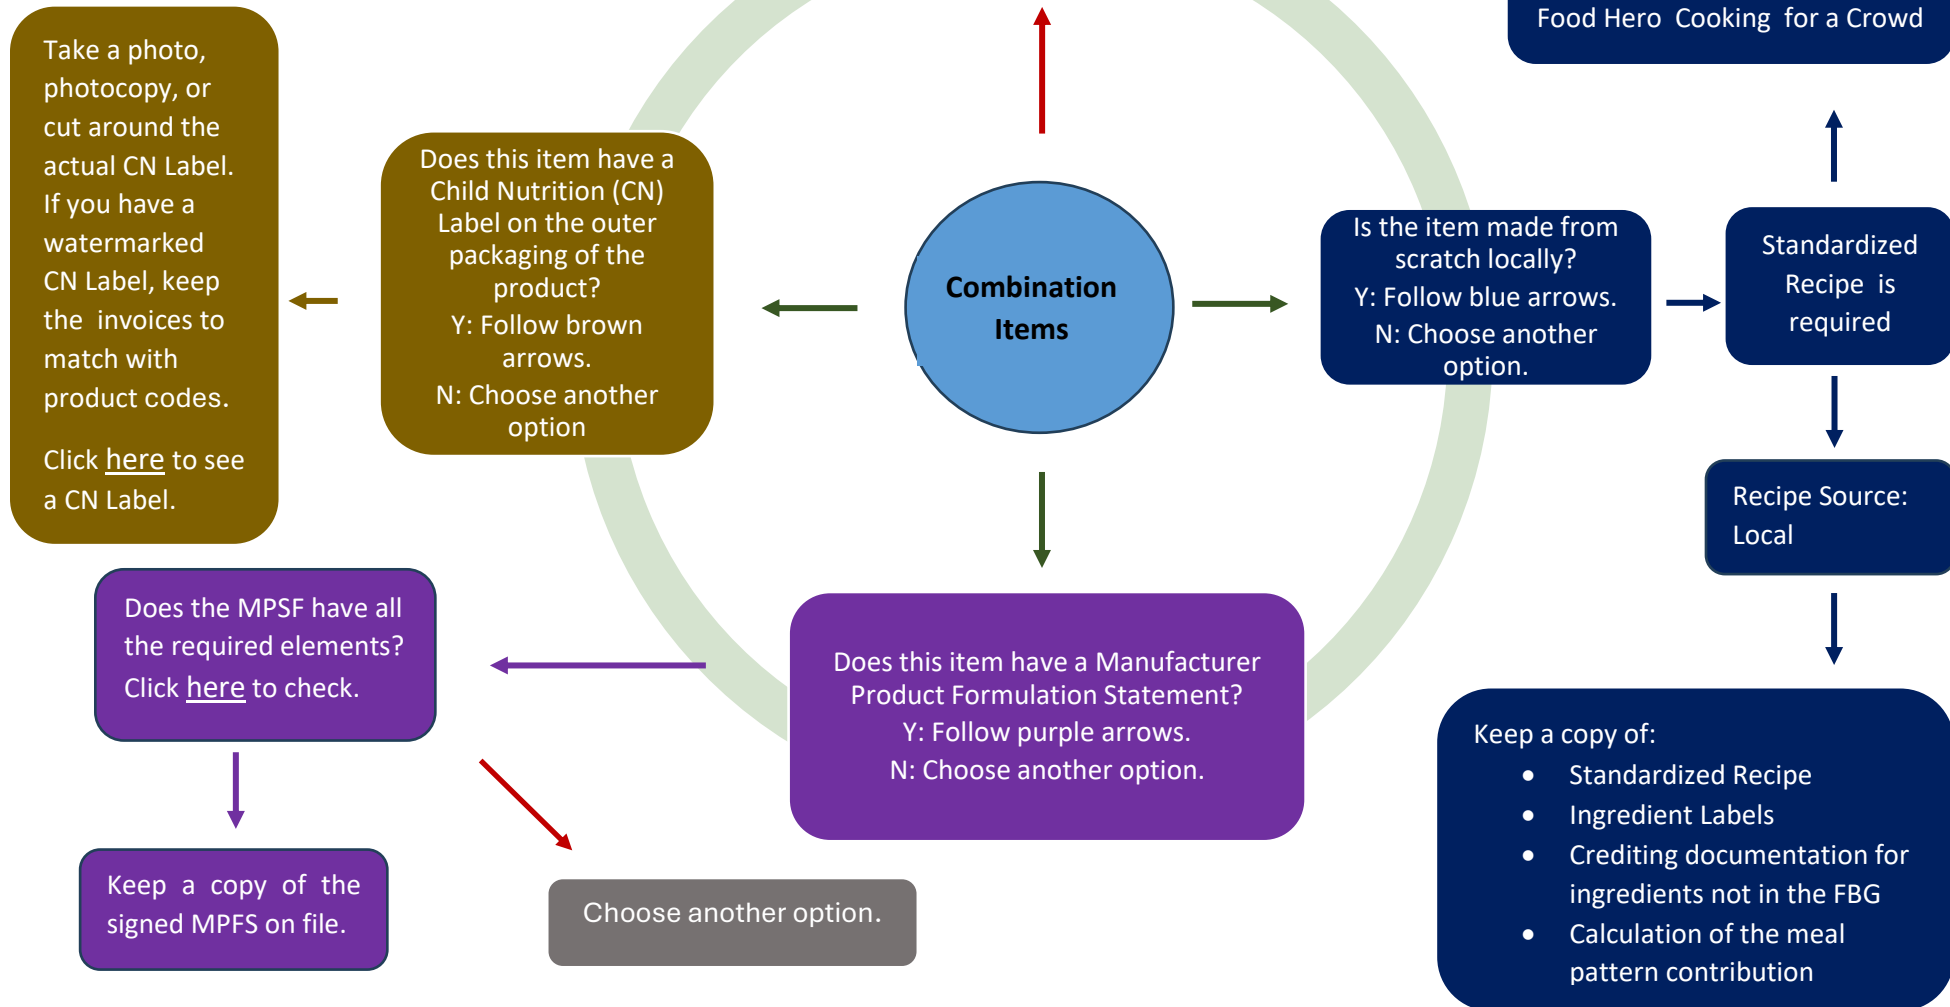 Food Hero Cooking for a Crowd
Take a photo,
photocopy, or
cut around the
actual CN Label.
If you have a
watermarked
CN Label, keep
the invoices to
match with
product codes.
Click here to see
a CN Label.
Does this item have a
Child Nutrition (CN)
Label on the outer
packaging of the
product?
Y: Follow brown
arrows.
N: Choose another
option
Combination
Items
Is the item made from
scratch locally?
Y: Follow blue arrows.
N: Choose another
option.
Standardized
Recipe is
required
Recipe Source:
Local
Does the MPSF have all
the required elements?
Click here to check.
Does this item have a Manufacturer
Product Formulation Statement?
Y: Follow purple arrows.
N: Choose another option.
Keep a copy of the
signed MPFS on file.
Choose another option.
Keep a copy of:
• Standardized Recipe
• Ingredient Labels
• Crediting documentation for
ingredients not in the FBG
• Calculation of the meal
pattern contribution